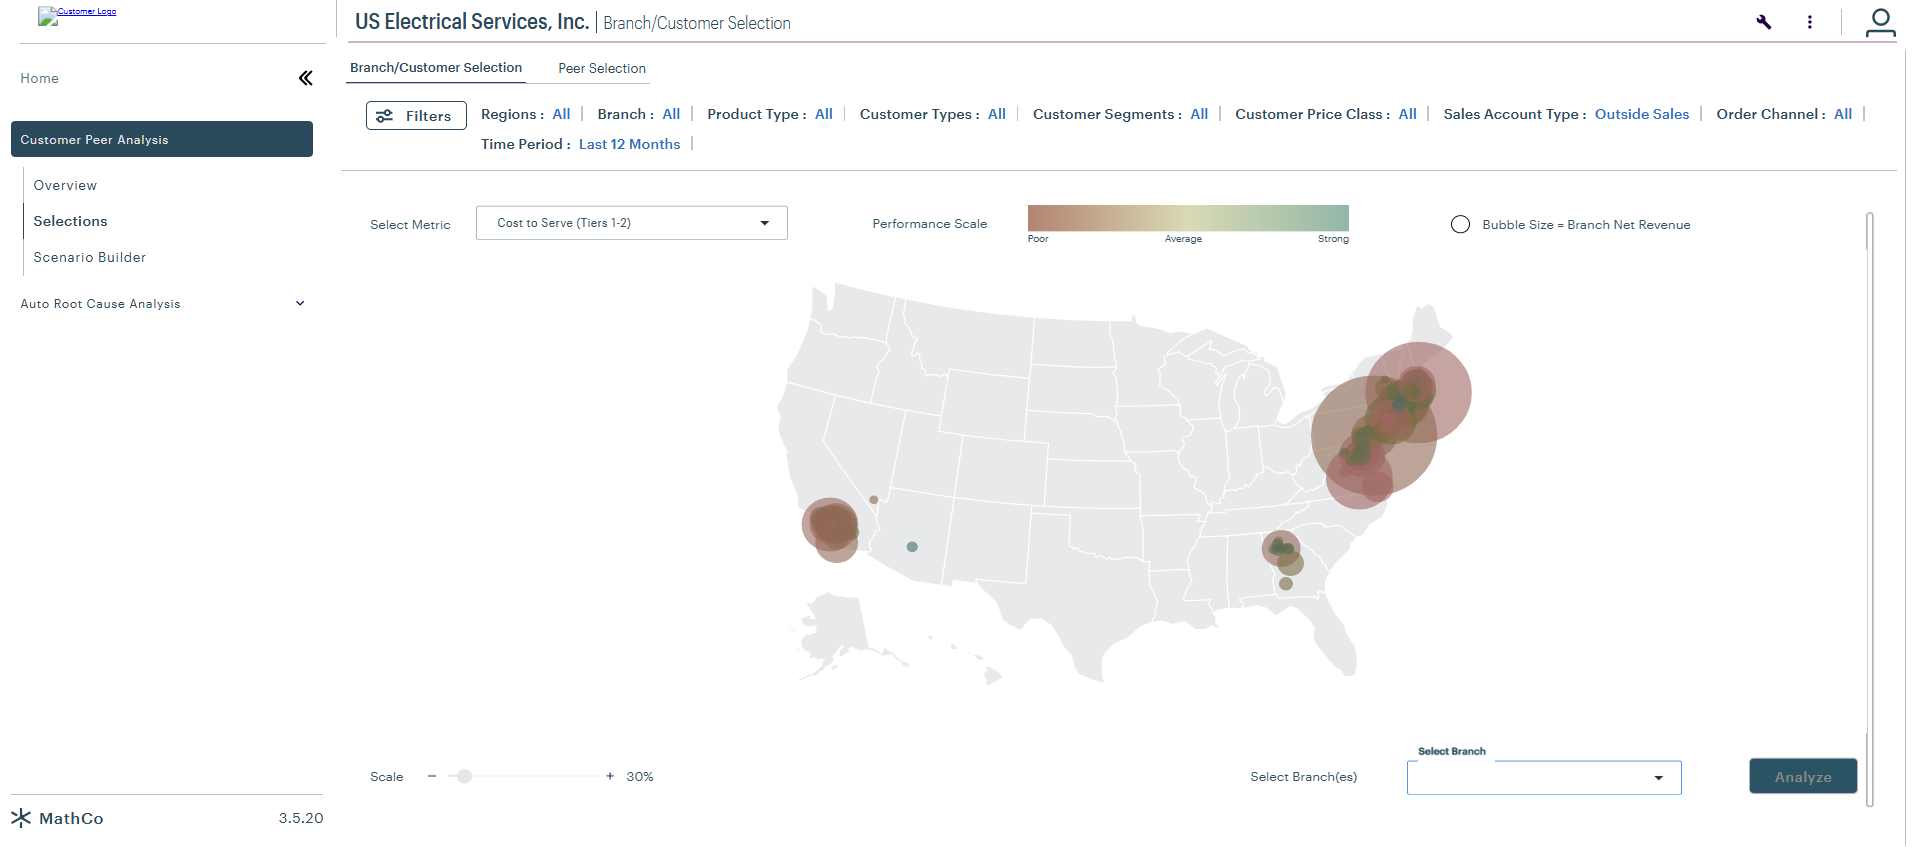 Customer Logo
US Electrical Services, Inc. | Branch/Customer Selection
Home
Branch/Customer Selection
Peer Selection
Filters
Regions : All
Branch : All
Product Type : All
Customer Types : All
Customer Segments : All
Customer Price Class : All
Sales Account Type : Outside Sales
Order Channel : All
Time Period : Last 12 Months
Customer Peer Analysis
Overview
Selections
Scenario Builder
Auto Root Cause Analysis
Select Metric
Cost to Serve (Tiers 1-2)
Performance Scale
Poor
Average
Strong
Bubble Size = Branch Net Revenue
Scale
30%
Select Branch(es)
Select Branch
Analyze
MathCo
3.5.20